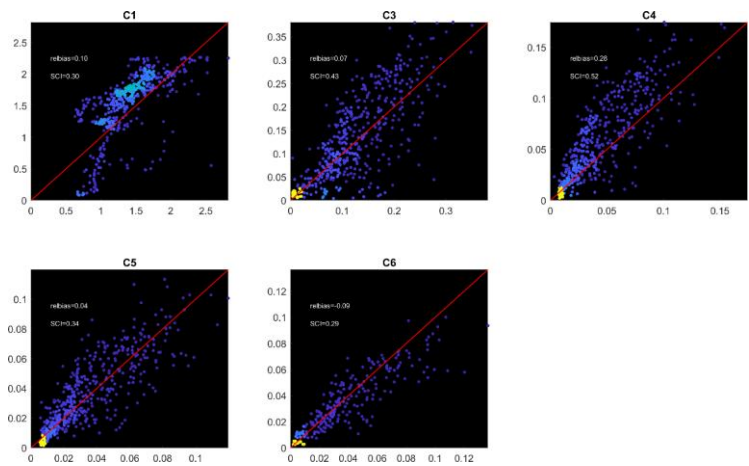 C1
relbias=0.10
SCI=0.30
2.5
2
1.5
1
0.5
0
0 0.5 1 1.5 2 2.5
C3
relbias=0.07
SCI=0.43
0.35
0.3
0.25
0.2
0.15
0.1
0.05
0
0 0.1 0.2 0.3
C4
relbias=0.28
SCI=0.52
0.15
0.1
0.05
0
0 0.05 0.1 0.15
C5
relbias=0.04
SCI=0.34
0.1
0.08
0.06
0.04
0.02
0
0 0.02 0.04 0.06 0.08 0.1
C6
relbias=-0.09
SCI=0.29
0.12
0.1
0.08
0.06
0.04
0.02
0
0 0.02 0.04 0.06 0.08 0.1 0.12